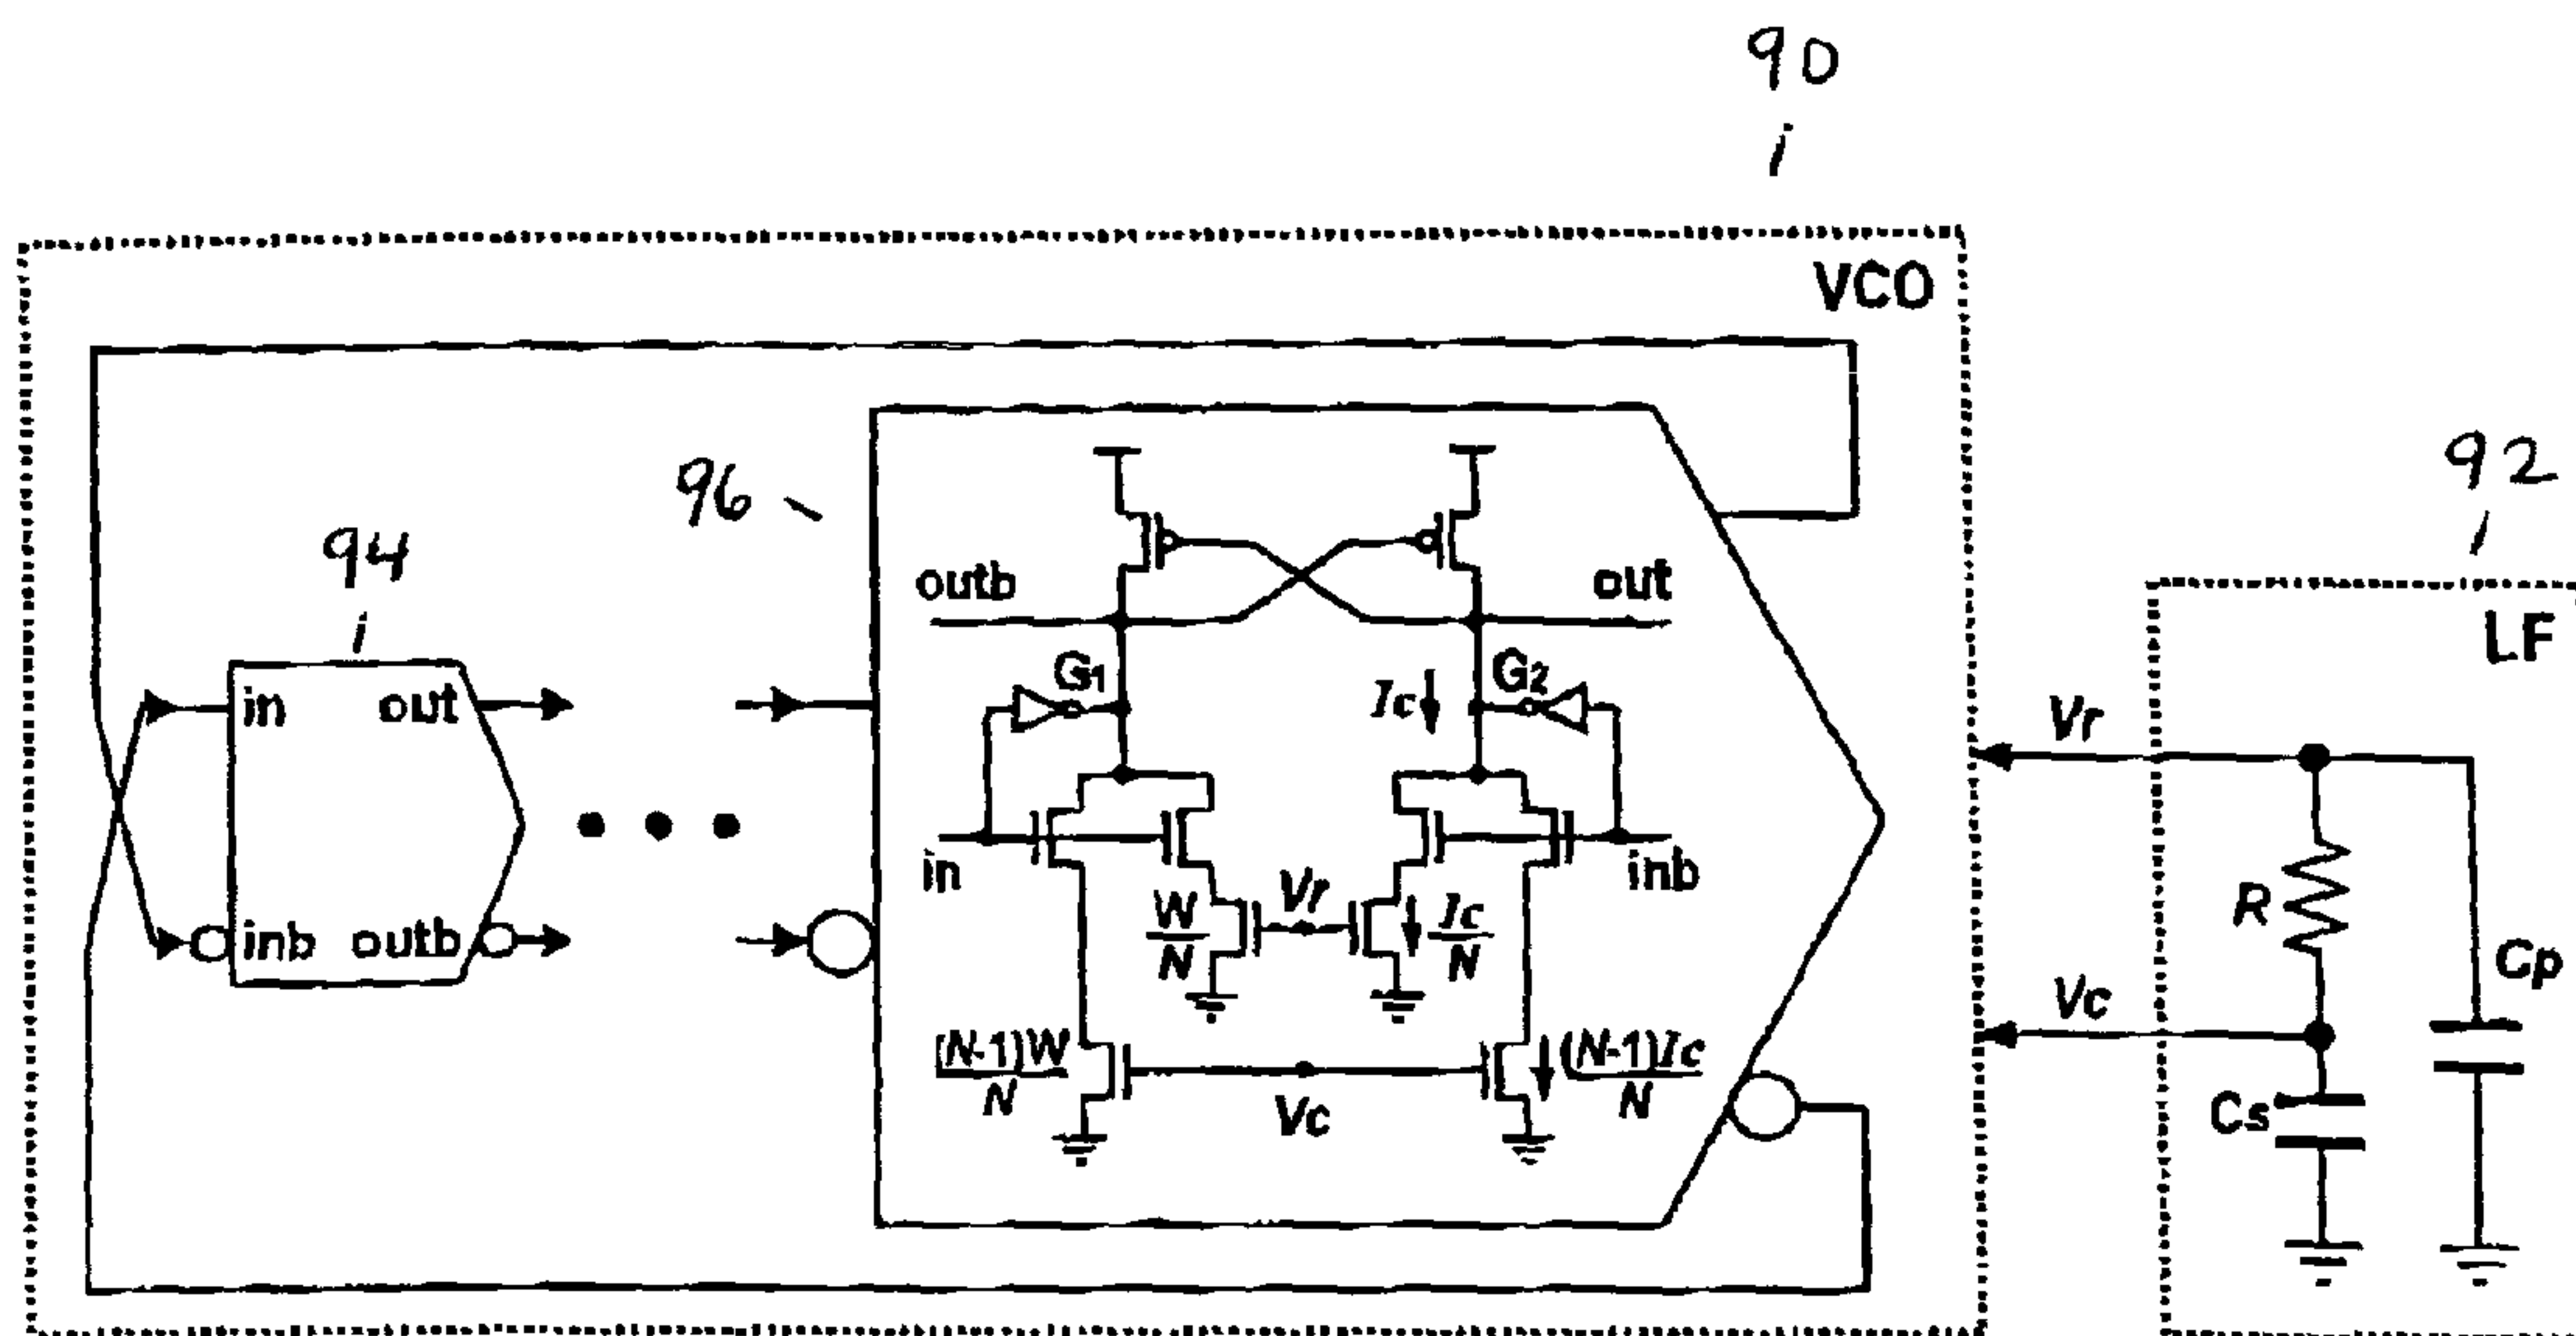 90
VCO
92
96
94
outb
out
LF
G1
Ic
G2
in
out
Vr
in
inb
W/N
Vr
Ic/N
R
Cp
inb
outb
Vc
(N-1)W/N
(N-1)Ic/N
Vc
Cs